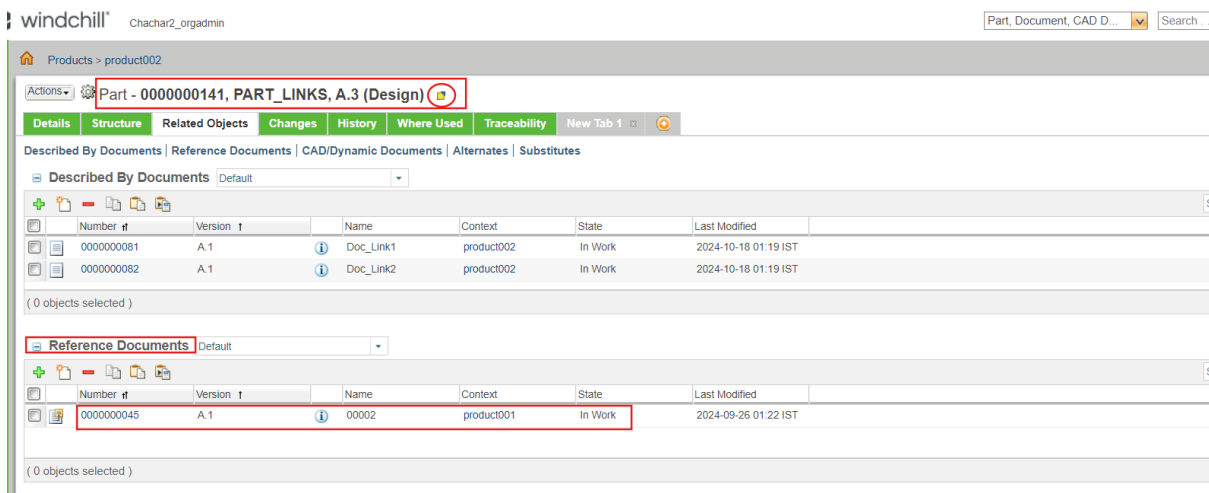 windchill® Chachar2_orgadmin Part, Document, CAD D... Search . .
Products > product002
Actions Part - 0000000141, PART_LINKS, A.3 (Design)
Details Structure Related Objects Changes History Where Used Traceability New Tab 1
Described By Documents | Reference Documents | CAD/Dynamic Documents | Alternates | Substitutes
Described By Documents Default
Number Version Name Context State Last Modified
0000000081 A.1 Doc_Link1 product002 In Work 2024-10-18 01:19 IST
0000000082 A.1 Doc_Link2 product002 In Work 2024-10-18 01:19 IST
( 0 objects selected )
Reference Documents Default
Number Version Name Context State Last Modified
0000000045 A.1 00002 product001 In Work 2024-09-26 01:22 IST
( 0 objects selected )